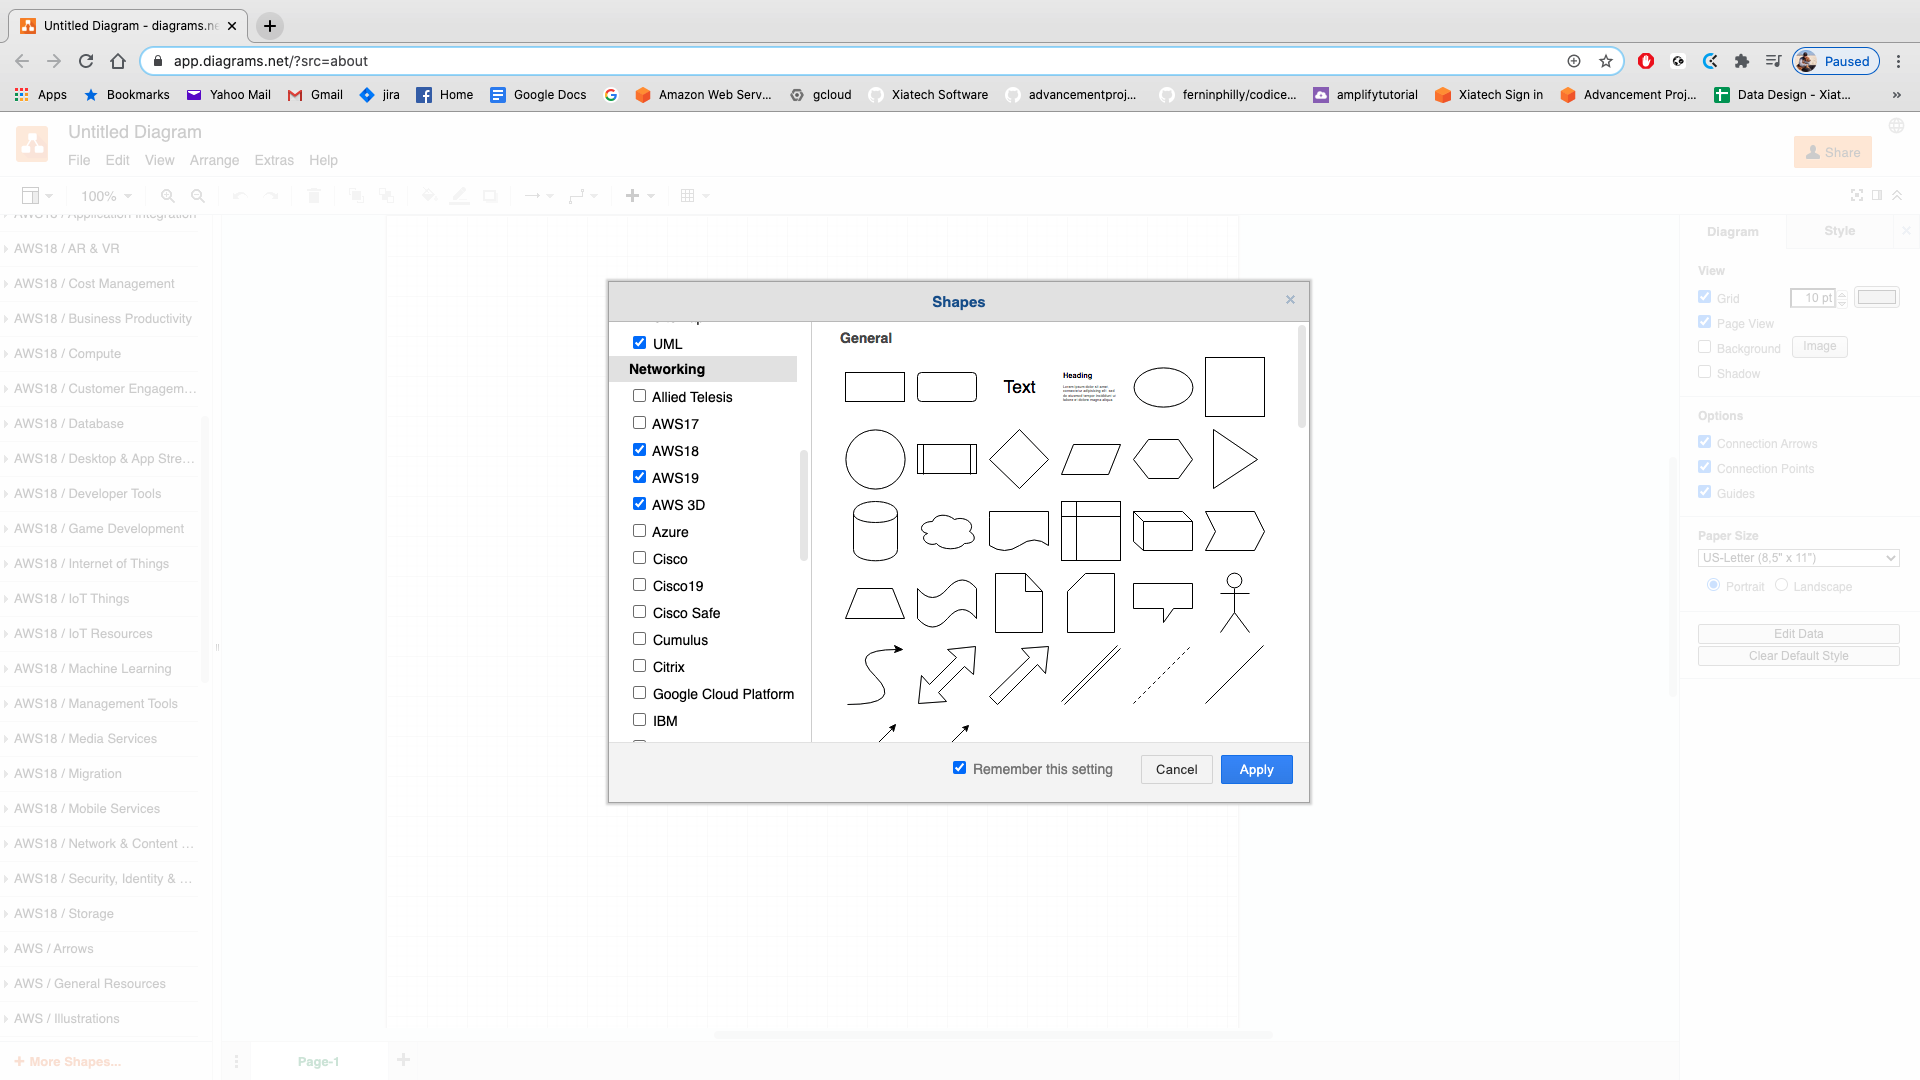 Untitled Diagram - diagrams.ne
app.diagrams.net/?src=about
Paused
Apps
Bookmarks
Yahoo Mail
Gmail
jira
Home
Google Docs
Amazon Web Serv...
gcloud
Xiatech Software
advancementproj...
ferninphilly/codice...
amplifytutorial
Xiatech Sign in
Advancement Proj...
Data Design - Xiat...
»
Untitled Diagram
File Edit View Arrange Extras Help
Share
100%
AWS18 / Application Integration
AWS18 / AR & VR
AWS18 / Cost Management
AWS18 / Business Productivity
AWS18 / Compute
AWS18 / Customer Engagem...
AWS18 / Database
AWS18 / Desktop & App Stre...
AWS18 / Developer Tools
AWS18 / Game Development
AWS18 / Internet of Things
AWS18 / IoT Things
AWS18 / IoT Resources
AWS18 / Machine Learning
AWS18 / Management Tools
AWS18 / Media Services
AWS18 / Migration
AWS18 / Mobile Services
AWS18 / Network & Content ...
AWS18 / Security, Identity & ...
AWS18 / Storage
AWS / Arrows
AWS / General Resources
AWS / Illustrations
+ More Shapes...
Page-1
Shapes
UML
Networking
Allied Telesis
AWS17
AWS18
AWS19
AWS 3D
Azure
Cisco
Cisco19
Cisco Safe
Cumulus
Citrix
Google Cloud Platform
IBM
General
Text
Heading
Remember this setting
Cancel
Apply
Diagram
Style
View
Grid
10 pt
Page View
Background
Image
Shadow
Options
Connection Arrows
Connection Points
Guides
Paper Size
US-Letter (8,5" x 11")
Portrait
Landscape
Edit Data
Clear Default Style